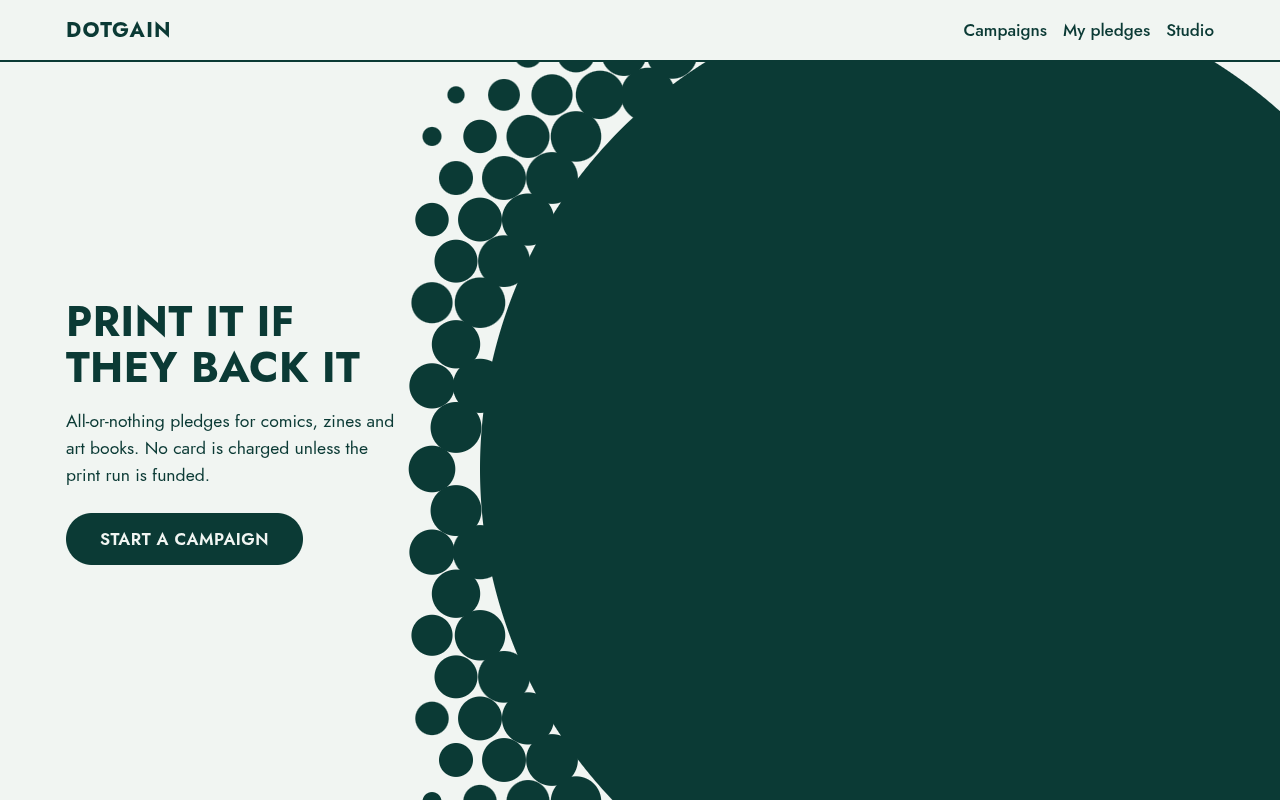 DOTGAIN
Campaigns My pledges Studio
PRINT IT IF
THEY BACK IT
All-or-nothing pledges for comics, zines and
art books. No card is charged unless the
print run is funded.
START A CAMPAIGN